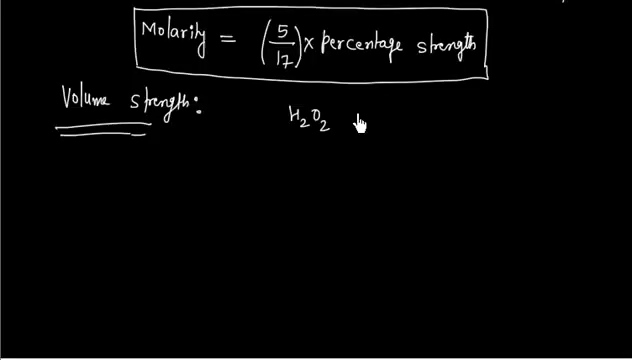 Molarity = (5/17) x percentage strength
Volume strength: H₂O₂